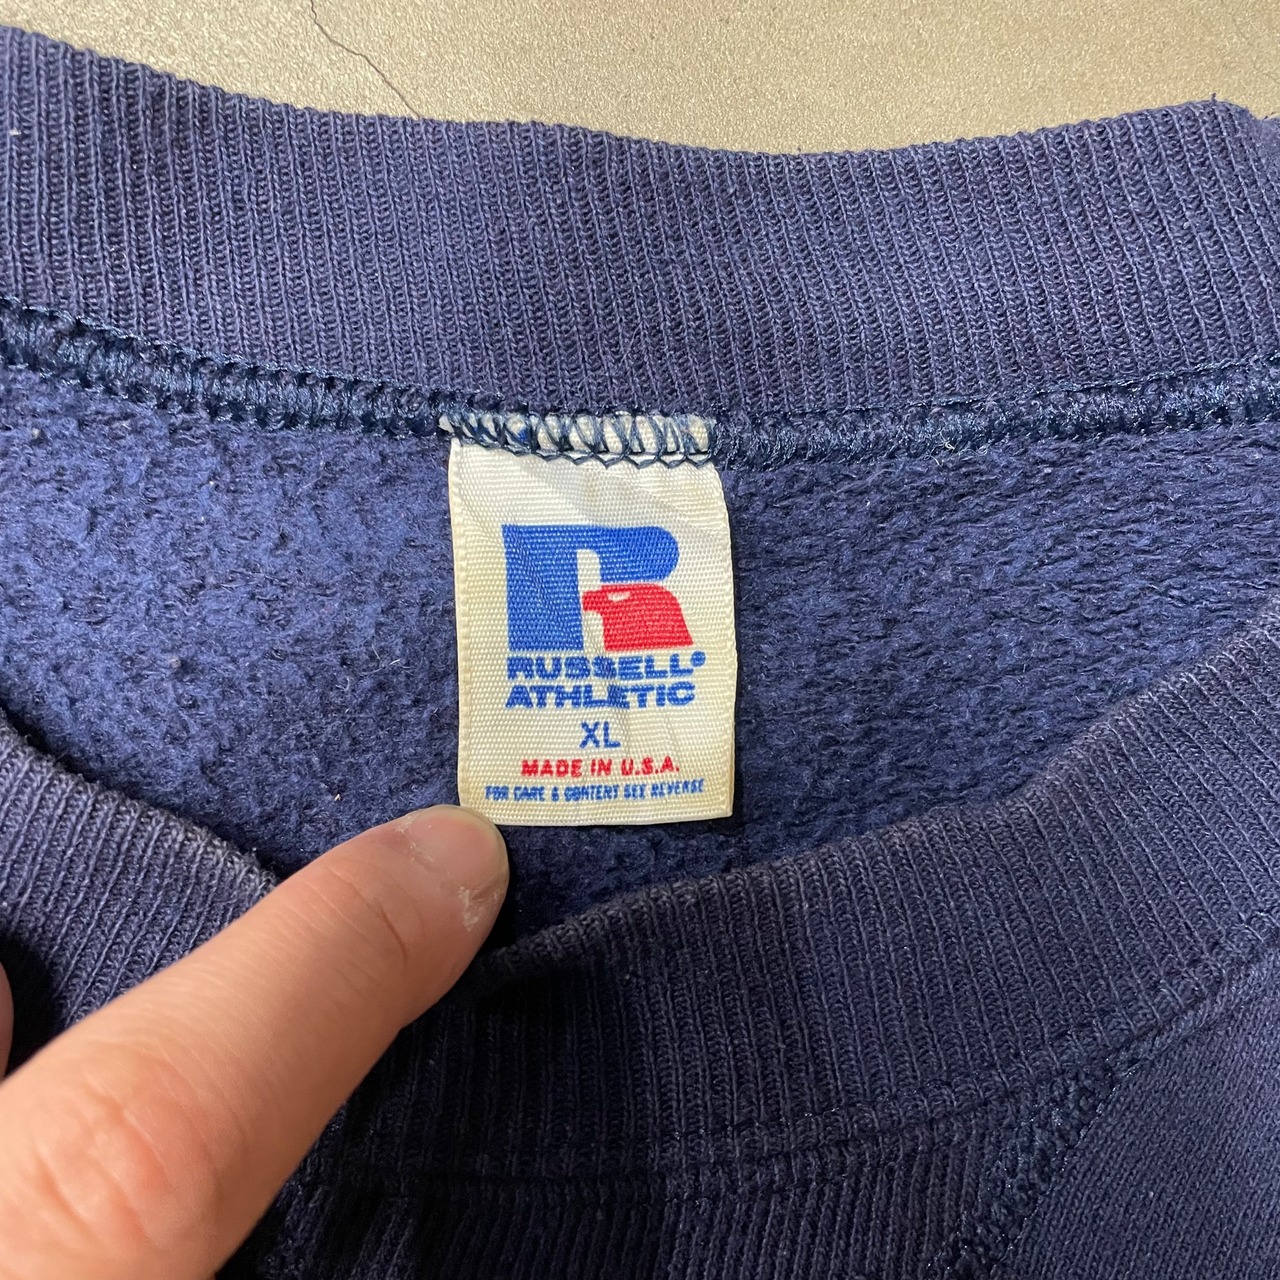 RUSSELL®
ATHLETIC
XL
MADE IN U.S.A.
FOR CARE & CONTENT SEE REVERSE